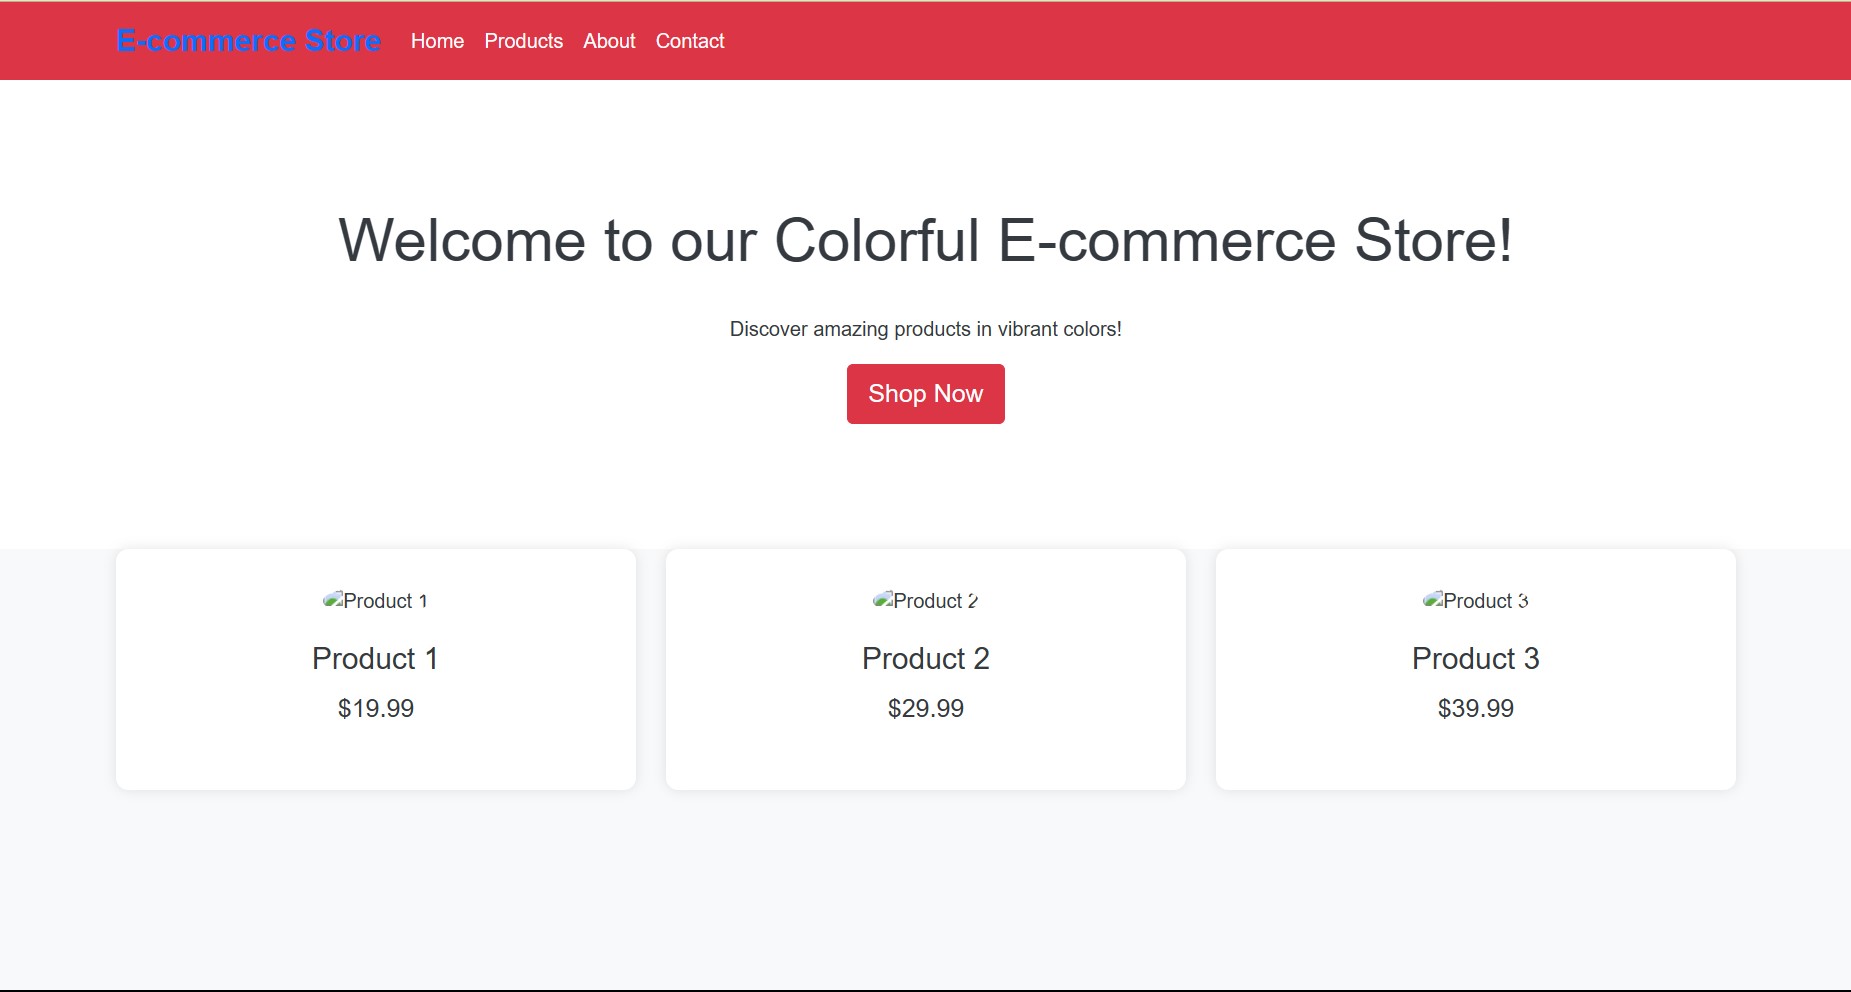 E-commerce Store Home Products About Contact
Welcome to our Colorful E-commerce Store!
Discover amazing products in vibrant colors!
Shop Now
Product 1
Product 1
$19.99
Product 2
Product 2
$29.99
Product 3
Product 3
$39.99